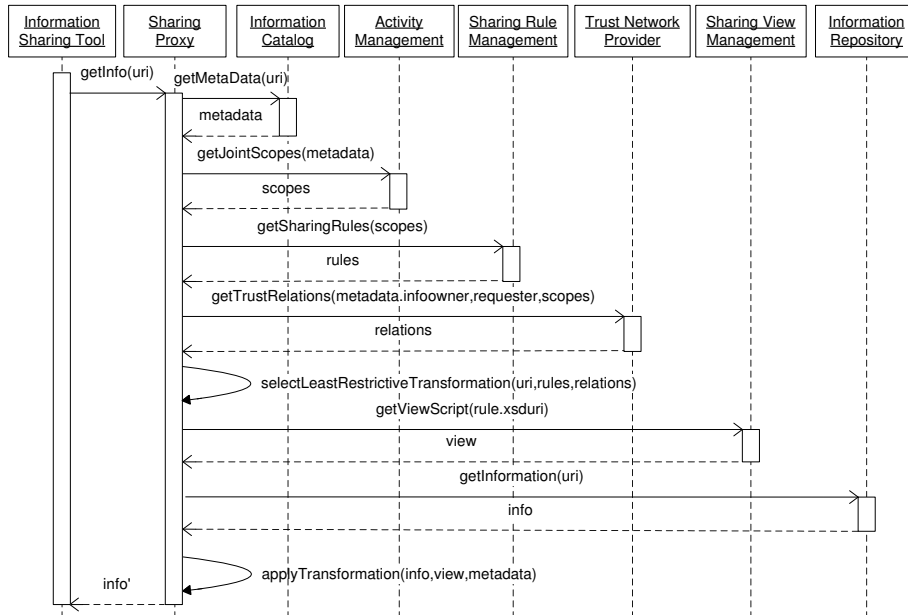 Information
Sharing Tool
Sharing
Proxy
Information
Catalog
Activity
Management
Sharing Rule
Management
Trust Network
Provider
Sharing View
Management
Information
Repository
getInfo(uri)
getMetaData(uri)
metadata
getJointScopes(metadata)
scopes
getSharingRules(scopes)
rules
getTrustRelations(metadata.infoowner,requester,scopes)
relations
selectLeastRestrictiveTransformation(uri,rules,relations)
getViewScript(rule.xsduri)
view
getInformation(uri)
info
applyTransformation(info,view,metadata)
info'